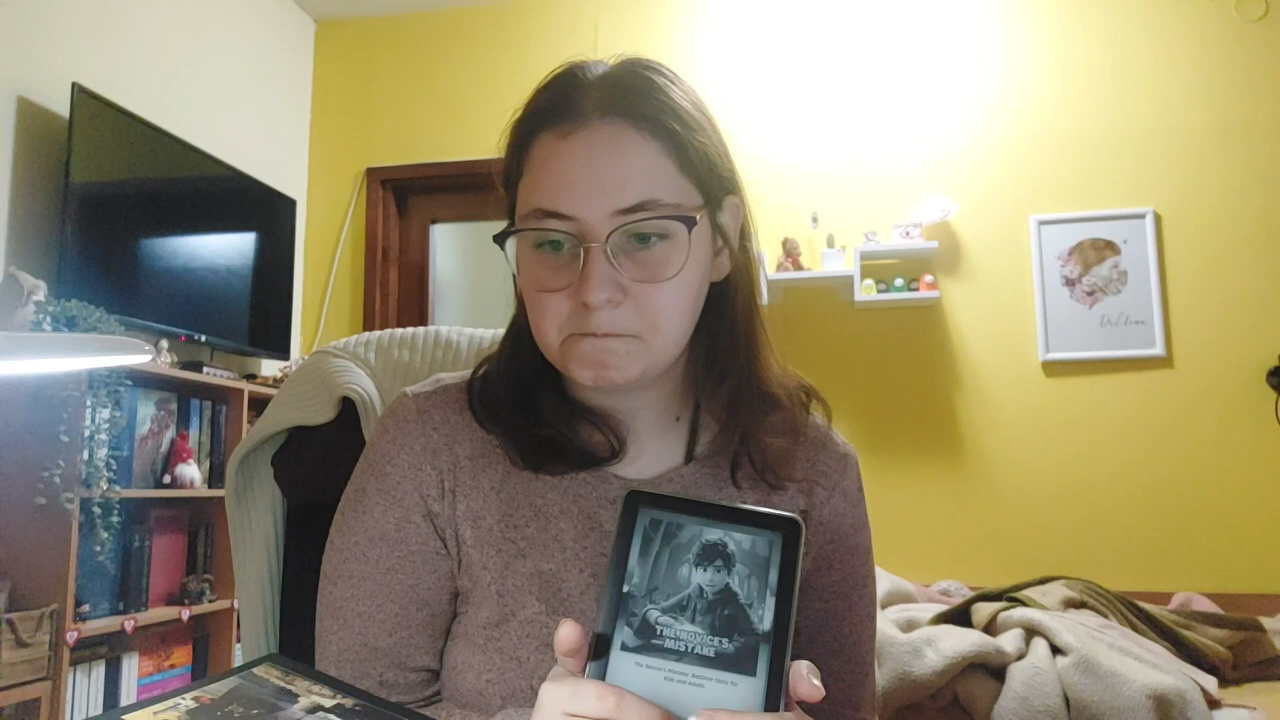 THE NOVICE'S
MISTAKE
The Novice's Mistake: Bedtime Story for
Kids and Adults